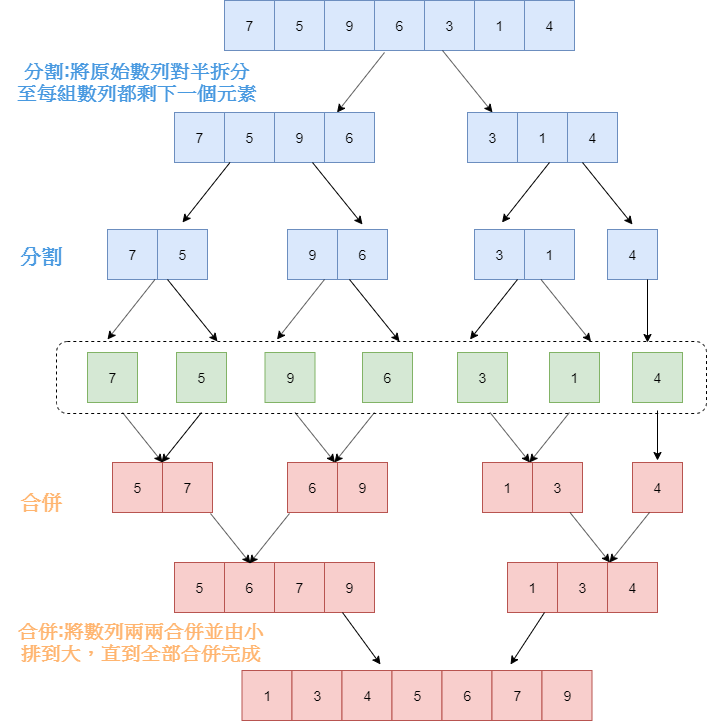 7 5 9 6 3 1 4
分割:將原始數列對半拆分
至每組數列都剩下一個元素
7 5 9 6 3 1 4
分割
7 5 9 6 3 1 4
7 5 9 6 3 1 4
5 7 6 9 1 3 4
合併
5 6 7 9 1 3 4
合併:將數列兩兩合併並由小
排到大，直到全部合併完成
1 3 4 5 6 7 9